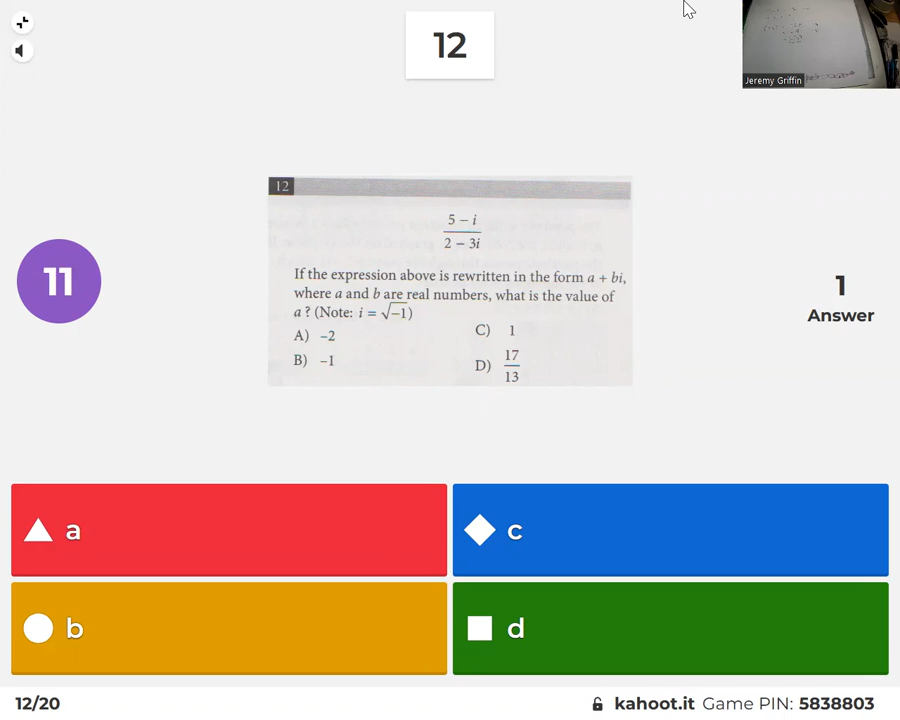 12
Jeremy Griffin
12
5 – i
2 – 3i
11
If the expression above is rewritten in the form a + bi,
where a and b are real numbers, what is the value of
a ? (Note: i = √–1)
A) –2
B) –1
C) 1
D) 17
13
1
Answer
a
c
b
d
12/20
kahoot.it Game PIN: 5838803